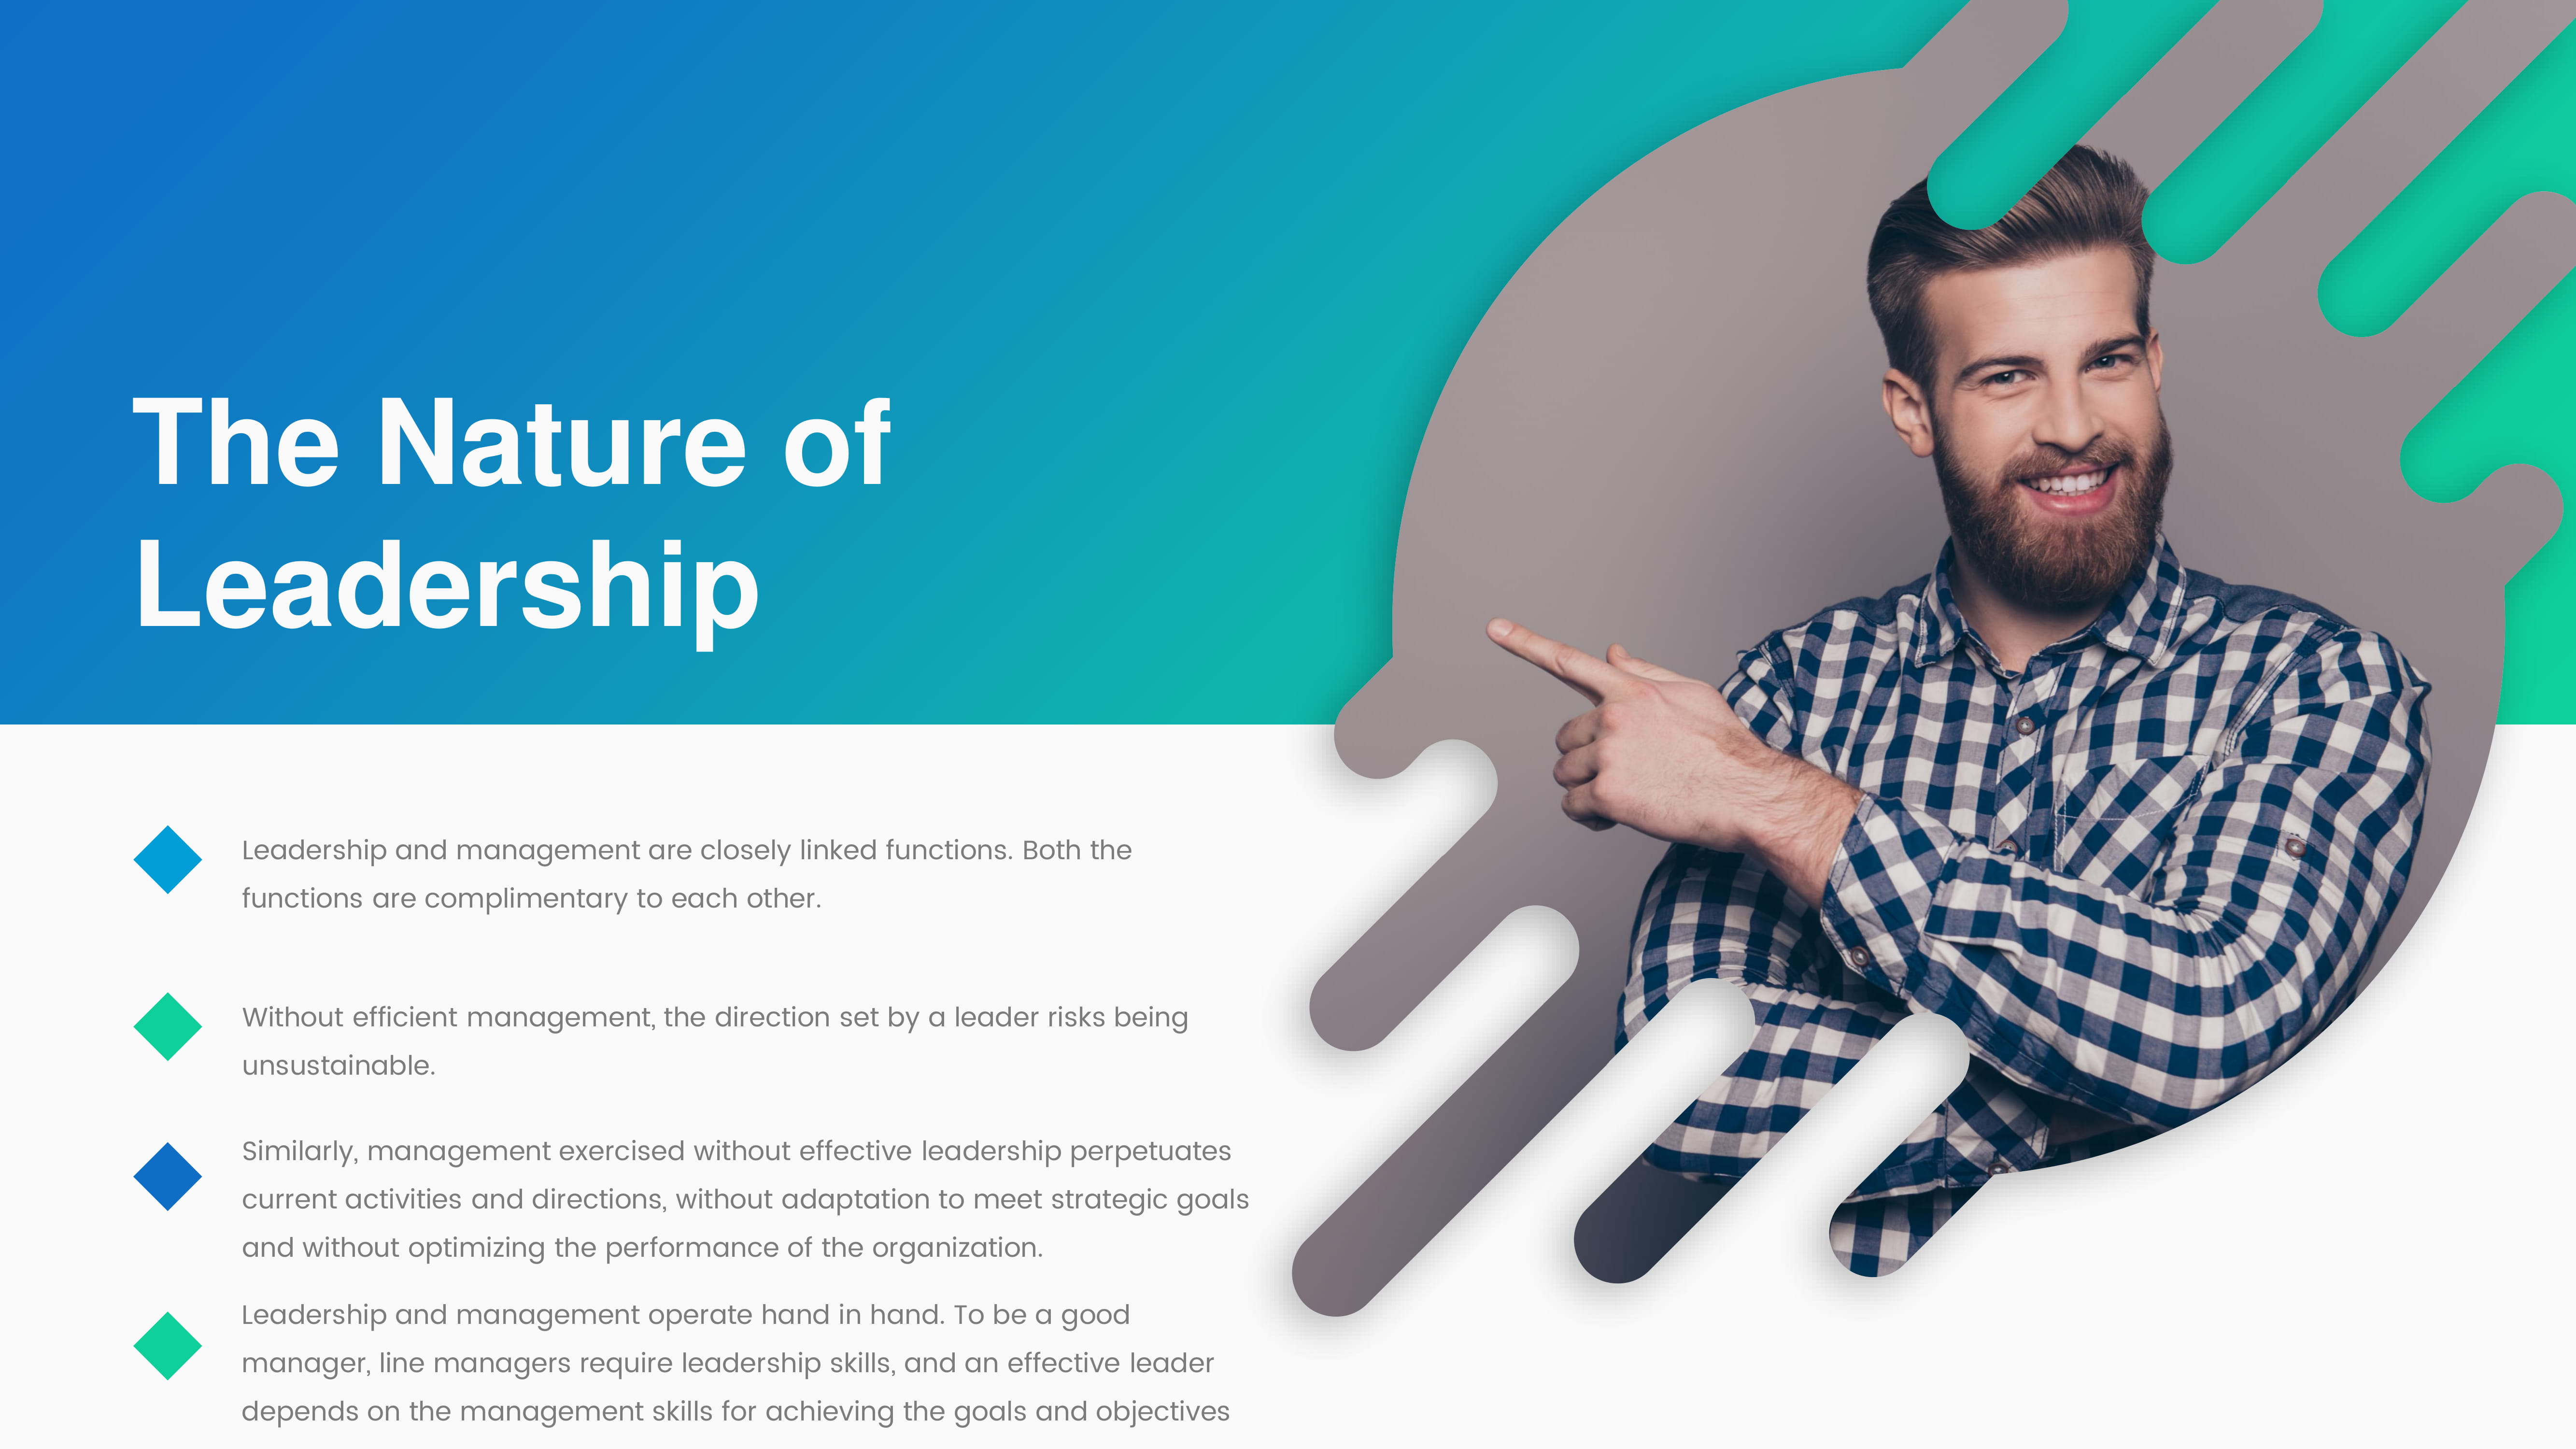 The Nature of
Leadership
Leadership and management are closely linked functions. Both the
functions are complimentary to each other.
Without efficient management, the direction set by a leader risks being
unsustainable.
Similarly, management exercised without effective leadership perpetuates
current activities and directions, without adaptation to meet strategic goals
and without optimizing the performance of the organization.
Leadership and management operate hand in hand. To be a good
manager, line managers require leadership skills, and an effective leader
depends on the management skills for achieving the goals and objectives